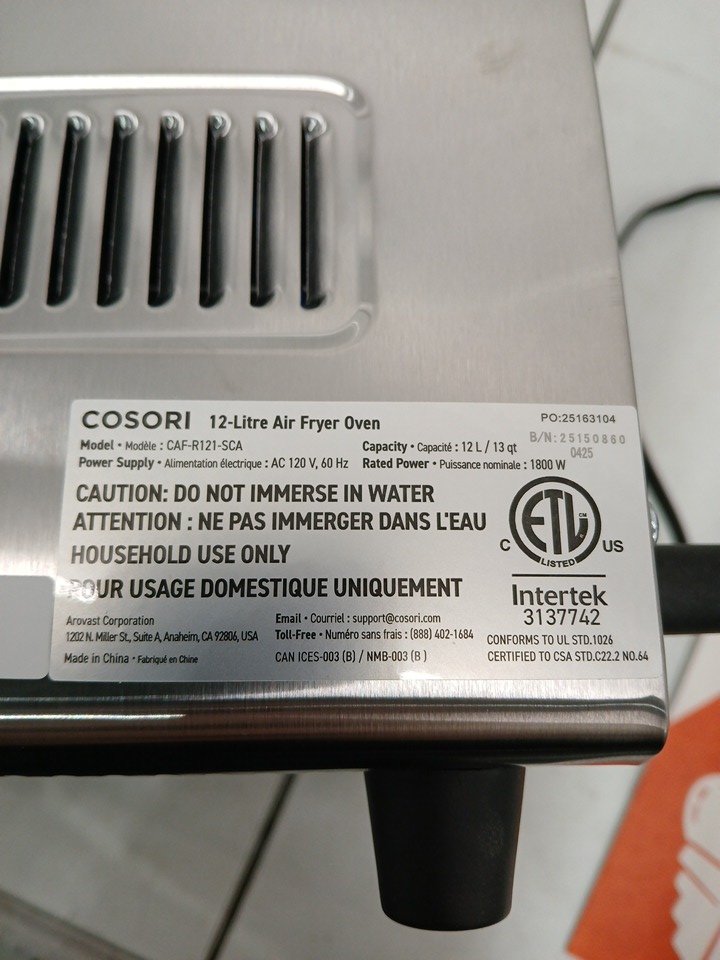 COSORI 12-Litre Air Fryer Oven
PO:25163104
Model • Modèle : CAF-R121-SCA
Capacity • Capacité : 12 L / 13 qt
B/N:25150860
0425
Power Supply • Alimentation électrique : AC 120 V, 60 Hz
Rated Power • Puissance nominale : 1800 W
CAUTION: DO NOT IMMERSE IN WATER
ATTENTION : NE PAS IMMERGER DANS L'EAU
HOUSEHOLD USE ONLY
POUR USAGE DOMESTIQUE UNIQUEMENT
ETL CM
C LISTED US
Intertek
3137742
Arovast Corporation
1202 N. Miller St., Suite A, Anaheim, CA 92806, USA
Made in China • Fabriqué en Chine
Email • Courriel : support@cosori.com
Toll-Free • Numéro sans frais : (888) 402-1684
CAN ICES-003 (B) / NMB-003 (B )
CONFORMS TO UL STD.1026
CERTIFIED TO CSA STD.C22.2 NO.64